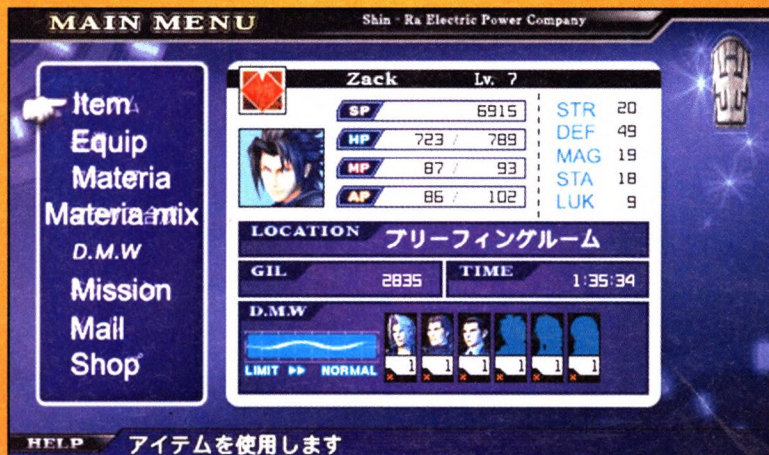 MAIN MENU
Shin - Ra Electric Power Company
Item
Equip
Materia
Materia mix
D.M.W
Mission
Mail
Shop
Zack Lv. 7
SP 6915
HP 723 / 789
MP 87 / 93
AP 86 / 102
STR 20
DEF 49
MAG 19
STA 18
LUK 9
LOCATION ブリーフィングルーム
GIL 2835
TIME 1:35:34
D.M.W
LIMIT ▶▶ NORMAL
1 1 1 1 1 1
HELP アイテムを使用します